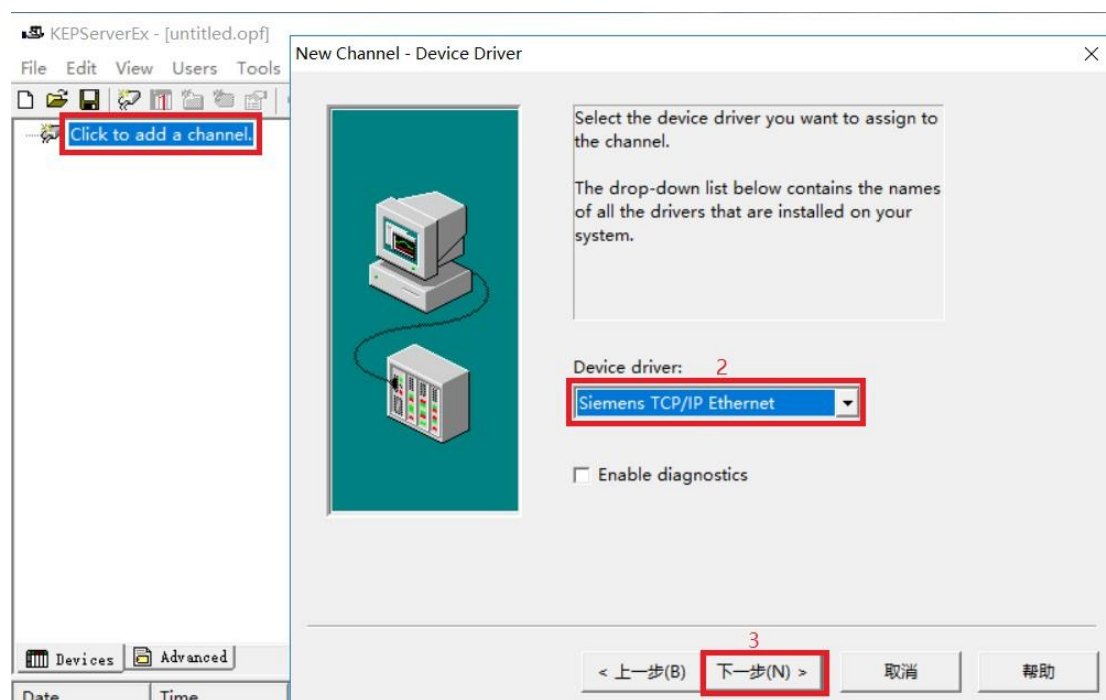 KEPServerEx - [untitled.opf]
File Edit View Users Tools
New Channel - Device Driver
1
Click to add a channel.
Select the device driver you want to assign to
the channel.
The drop-down list below contains the names
of all the drivers that are installed on your
system.
Device driver: 2
Siemens TCP/IP Ethernet
Enable diagnostics
3
< 上一步(B) 下一步(N) > 取消 帮助
Devices Advanced
Date Time